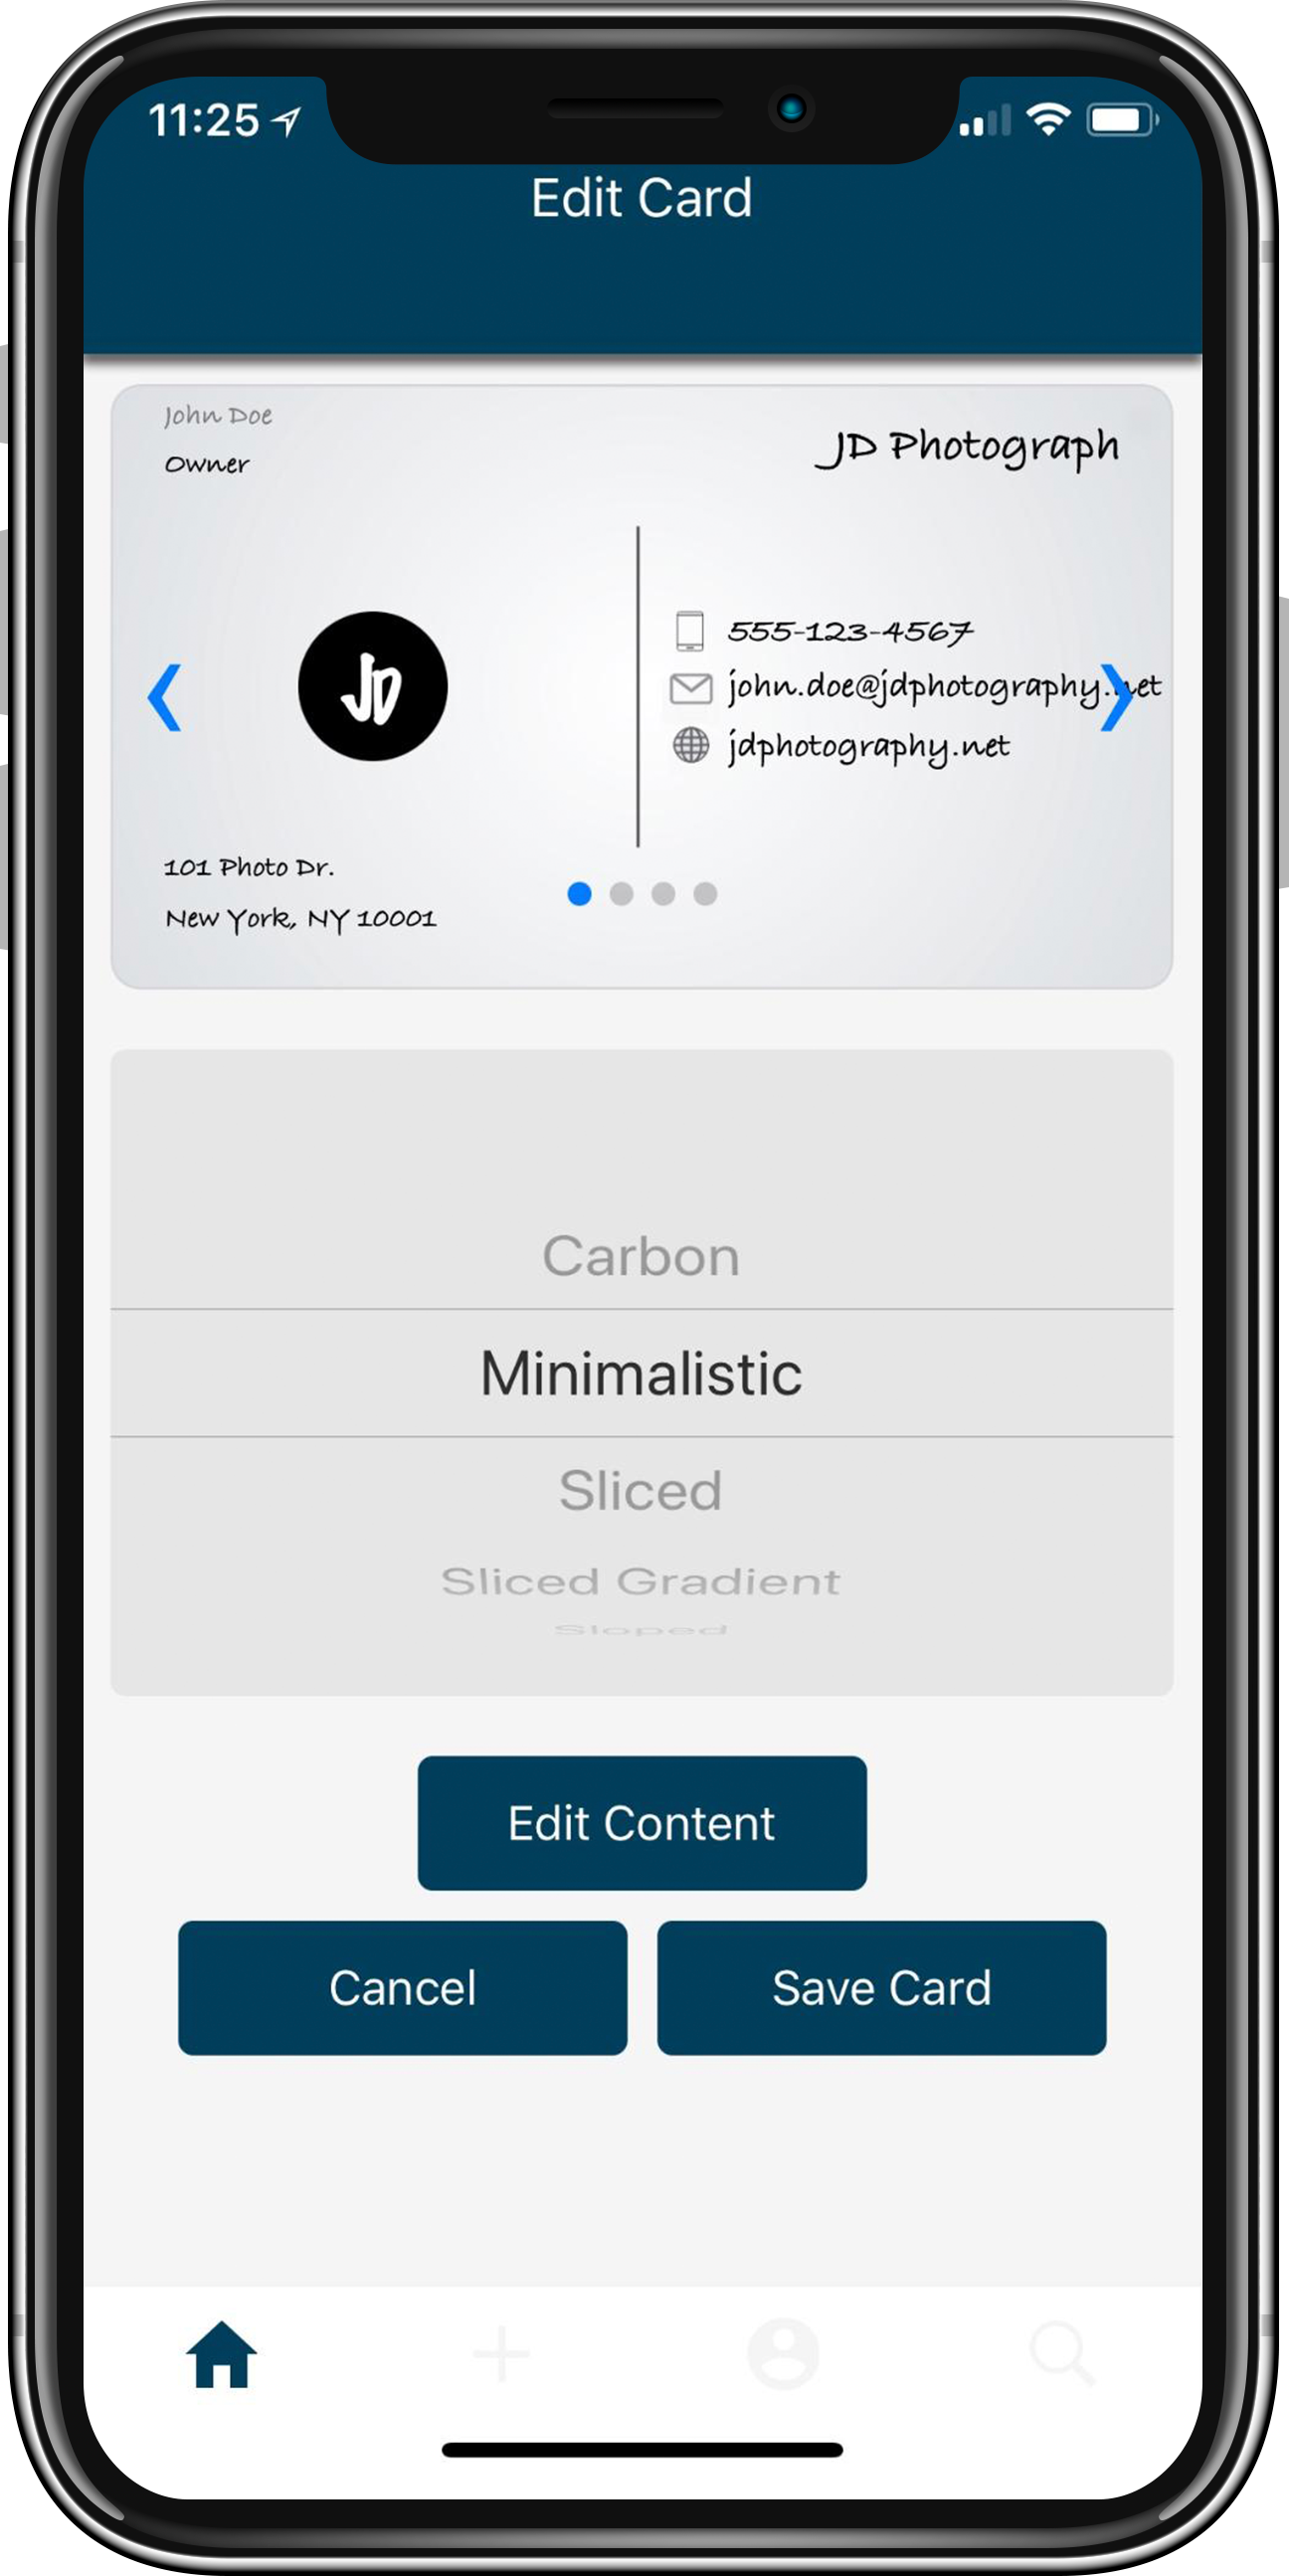 11:25
Edit Card
John Doe
Owner
JD Photograph
JD
555-123-4567
john.doe@jdphotography.net
jdphotography.net
101 Photo Dr.
New York, NY 10001
Carbon
Minimalistic
Sliced
Sliced Gradient
Sloped
Edit Content
Cancel
Save Card